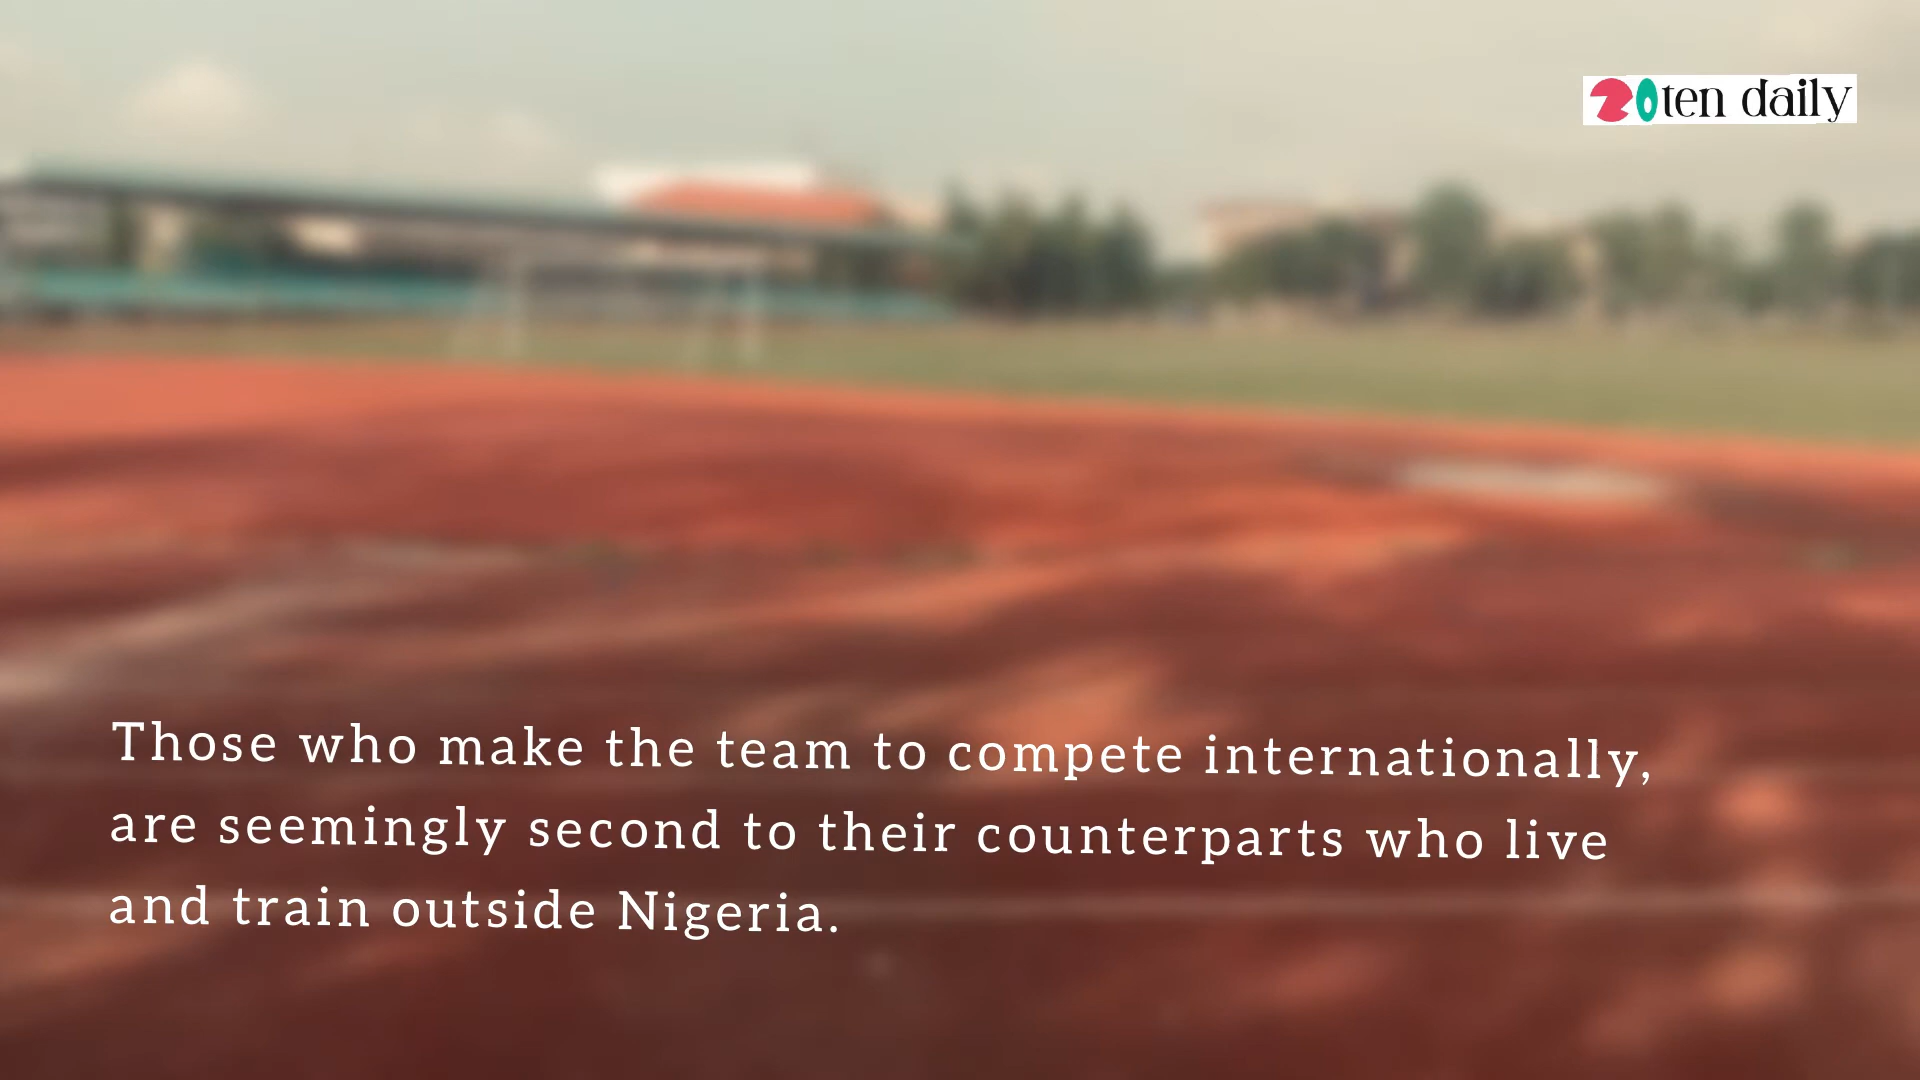 20ten daily
Those who make the team to compete internationally,
are seemingly second to their counterparts who live
and train outside Nigeria.